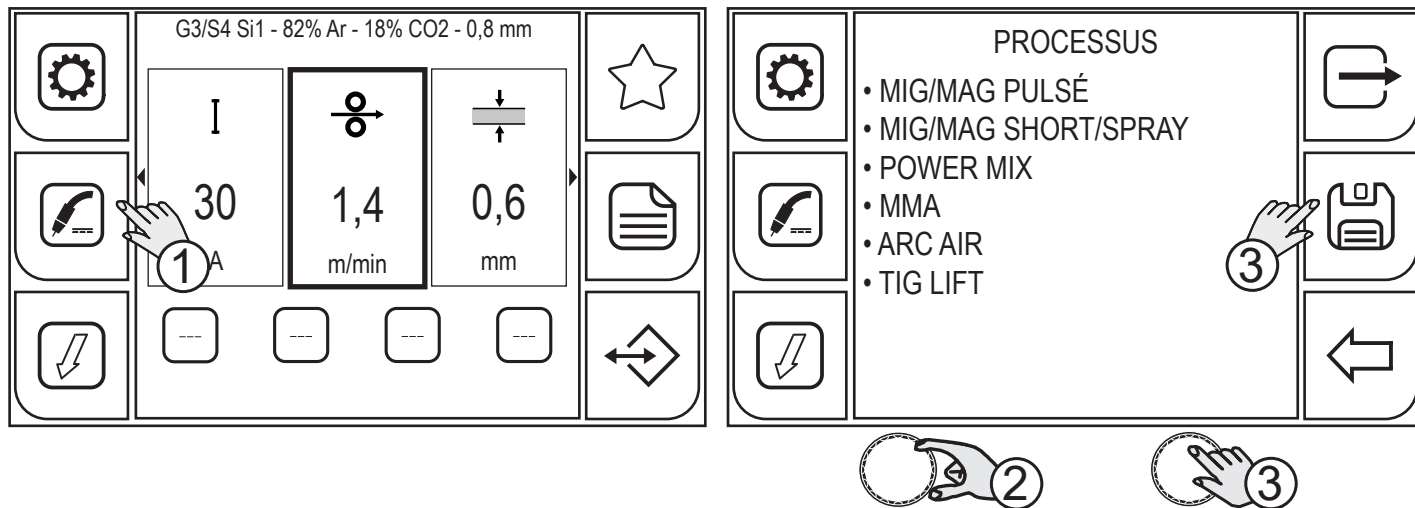 G3/S4 Si1 - 82% Ar - 18% CO2 - 0,8 mm
I
30
1,4
0,6
A
m/min
mm
1
---
---
---
---
PROCESSUS
• MIG/MAG PULSÉ
• MIG/MAG SHORT/SPRAY
• POWER MIX
• MMA
• ARC AIR
• TIG LIFT
3
2
3